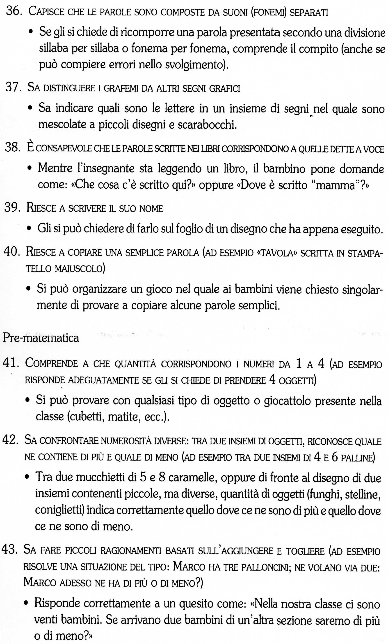 36. CAPISCE CHE LE PAROLE SONO COMPOSTE DA SUONI (FONEMI) SEPARATI
• Se gli si chiede di ricomporre una parola presentata secondo una divisione
sillaba per sillaba o fonema per fonema, comprende il compito (anche se
può compiere errori nello svolgimento).
37. SA DISTINGUERE I GRAFEMI DA ALTRI SEGNI GRAFICI
• Sa indicare quali sono le lettere in un insieme di segni nel quale sono
mescolate a piccoli disegni e scarabocchi.
38. È CONSAPEVOLE CHE LE PAROLE SCRITTE NEI LIBRI CORRISPONDONO A QUELLE DETTE A VOCE
• Mentre l'insegnante sta leggendo un libro, il bambino pone domande
come: «Che cosa c'è scritto qui?» oppure «Dove è scritto "mamma"?»
39. RIESCE A SCRIVERE IL SUO NOME
• Gli si può chiedere di farlo sul foglio di un disegno che ha appena eseguito.
40. RIESCE A COPIARE UNA SEMPLICE PAROLA (AD ESEMPIO «TAVOLA» SCRITTA IN STAMPA-
TELLO MAIUSCOLO)
• Si può organizzare un gioco nel quale ai bambini viene chiesto singolar-
mente di provare a copiare alcune parole semplici.
Pre-matematica
41. COMPRENDE A CHE QUANTITÀ CORRISPONDONO I NUMERI DA 1 A 4 (AD ESEMPIO
RISPONDE ADEGUATAMENTE SE GLI SI CHIEDE DI PRENDERE 4 OGGETTI)
• Si può provare con qualsiasi tipo di oggetto o giocattolo presente nella
classe (cubetti, matite, ecc.).
42. SA CONFRONTARE NUMEROSITÀ DIVERSE: TRA DUE INSIEMI DI OGGETTI, RICONOSCE QUALE
NE CONTIENE DI PIÙ E QUALE DI MENO (AD ESEMPIO TRA DUE INSIEMI DI 4 E 6 PALLINE)
• Tra due mucchietti di 5 e 8 caramelle, oppure di fronte al disegno di due
insiemi contenenti piccole, ma diverse, quantità di oggetti (funghi, stelline,
coniglietti) indica correttamente quello dove ce ne sono di più e quello dove
ce ne sono di meno.
43. SA FARE PICCOLI RAGIONAMENTI BASATI SULL'AGGIUNGERE E TOGLIERE (AD ESEMPIO
RISOLVE UNA SITUAZIONE DEL TIPO: MARCO HA TRE PALLONCINI; NE VOLANO VIA DUE:
MARCO ADESSO NE HA DI PIÙ O DI MENO?)
• Risponde correttamente a un quesito come: «Nella nostra classe ci sono
venti bambini. Se arrivano due bambini di un'altra sezione saremo di più
o di meno?»